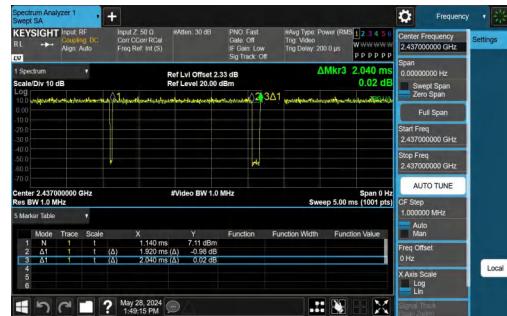 Spectrum Analyzer 1
Swept SA
Frequency
Settings
KEYSIGHT Input: RF Input Z: 50 Ω #Atten: 30 dB PNO: Fast #Avg Type: Power (RMS) 1 2 3 4 5 6
RL Coupling: DC Corr CCorr RCal Gate: Off Trig: Video W W W W W W
Align: Auto Freq Ref: Int (S) IF Gain: Low Trig Delay: 200.0 μs P P P P P P
Sig Track: Off
LV
1 Spectrum
Ref Lvl Offset 2.33 dB ΔMkr3 2.040 ms
Scale/Div 10 dB Ref Level 20.00 dBm 0.02 dB
Log
10.0
0.00
-10.0
-20.0
-30.0
-40.0
-50.0
-60.0
-70.0
Center 2.437000000 GHz #Video BW 1.0 MHz Span 0 Hz
Res BW 1.0 MHz Sweep 5.00 ms (1001 pts)
5 Marker Table
Mode Trace Scale X Y Function Function Width Function Value
1 N 1 t 1.140 ms 7.11 dBm
2 Δ1 1 t (Δ) 1.920 ms (Δ) -0.98 dB
3 Δ1 1 t (Δ) 2.040 ms (Δ) 0.02 dB
4
5
6
May 28, 2024
1:49:15 PM
Center Frequency
2.437000000 GHz
Span
0.00000000 Hz
Swept Span
Zero Span
Full Span
Start Freq
2.437000000 GHz
Stop Freq
2.437000000 GHz
AUTO TUNE
CF Step
1.000000 MHz
Auto
Man
Freq Offset
0 Hz
X Axis Scale
Log
Lin
Signal Track
Local